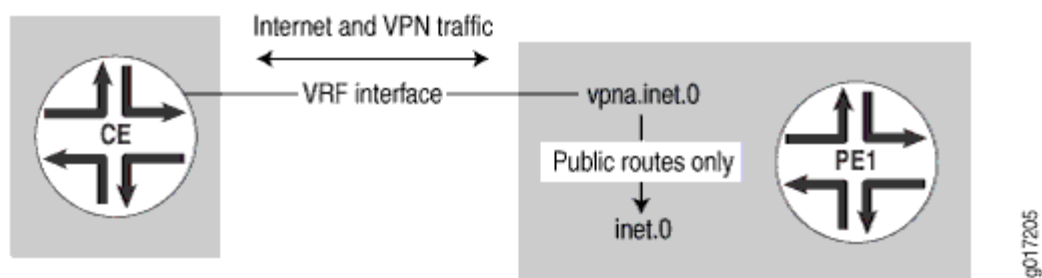 Internet and VPN traffic
VRF interface
vpna.inet.0
CE
Public routes only
PE1
inet.0
g017205